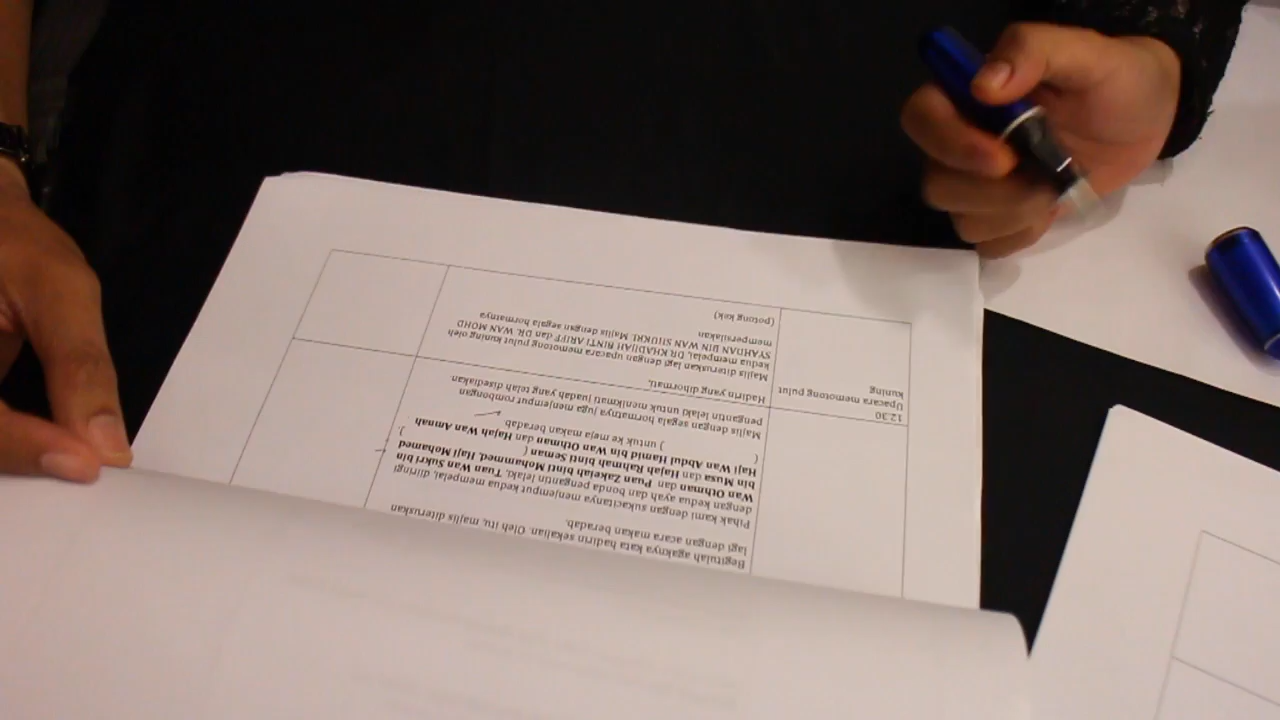 Begitulah agaknya kata hadirin sekalian. Oleh itu, majlis diteruskan
lagi dengan acara makan beradab.
Pihak kami dengan sukacitanya menjemput kedua mempelai, diiringi
dengan kedua ayah dan bonda pengantin lelaki, Tuan Wan Sukri bin
Wan Othman dan Puan Zakelah binti Mohammed, Haji Mohamed
bin Musa dan Hajah Rahmah binti Seman (
Haji Wan Abdul Hamid bin Wan Othman dan Hajah Wan Amnah
( ) untuk ke meja makan beradab.
Majlis dengan segala hormatnya juga menjemput rombongan
pengantin lelaki untuk menikmati juadah yang telah disediakan.
12.30
Upacara memotong pulut
kuning
Hadirin yang dihormati,
Majlis diteruskan lagi dengan upacara memotong pulut kuning oleh
kedua mempelai, DR KHADIJAH BINTI ARIFF dan DR. WAN MOHD
SYAHDAN BIN WAN SHUKRI. Majlis dengan segala hormatnya
mempersilakan
(potong kek)